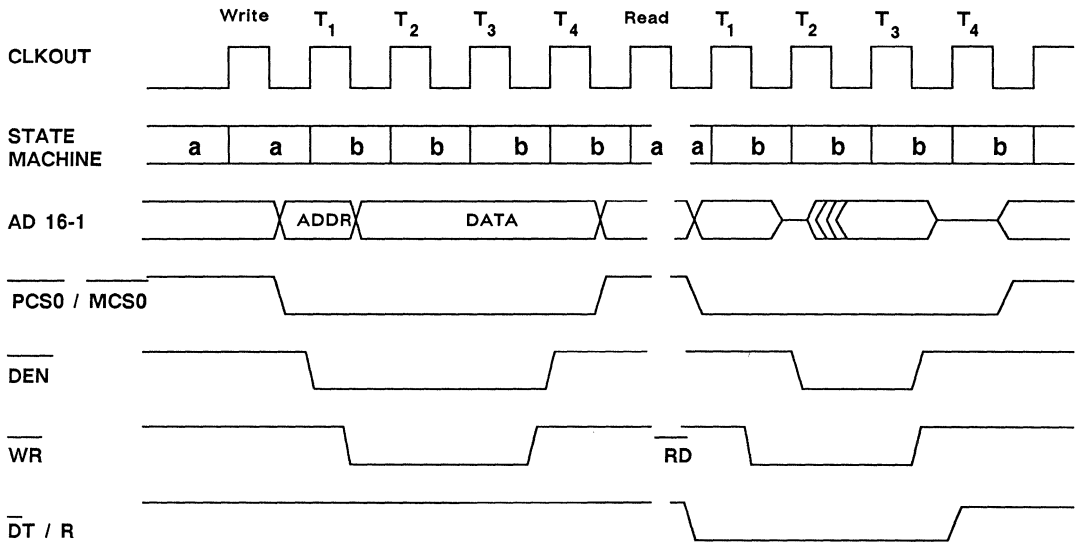 Write T1 T2 T3 T4 Read T1 T2 T3 T4
CLKOUT
STATE MACHINE
a a b b b b a a b b b b
AD 16-1
ADDR DATA
PCS0 / MCS0
DEN
WR
RD
DT / R